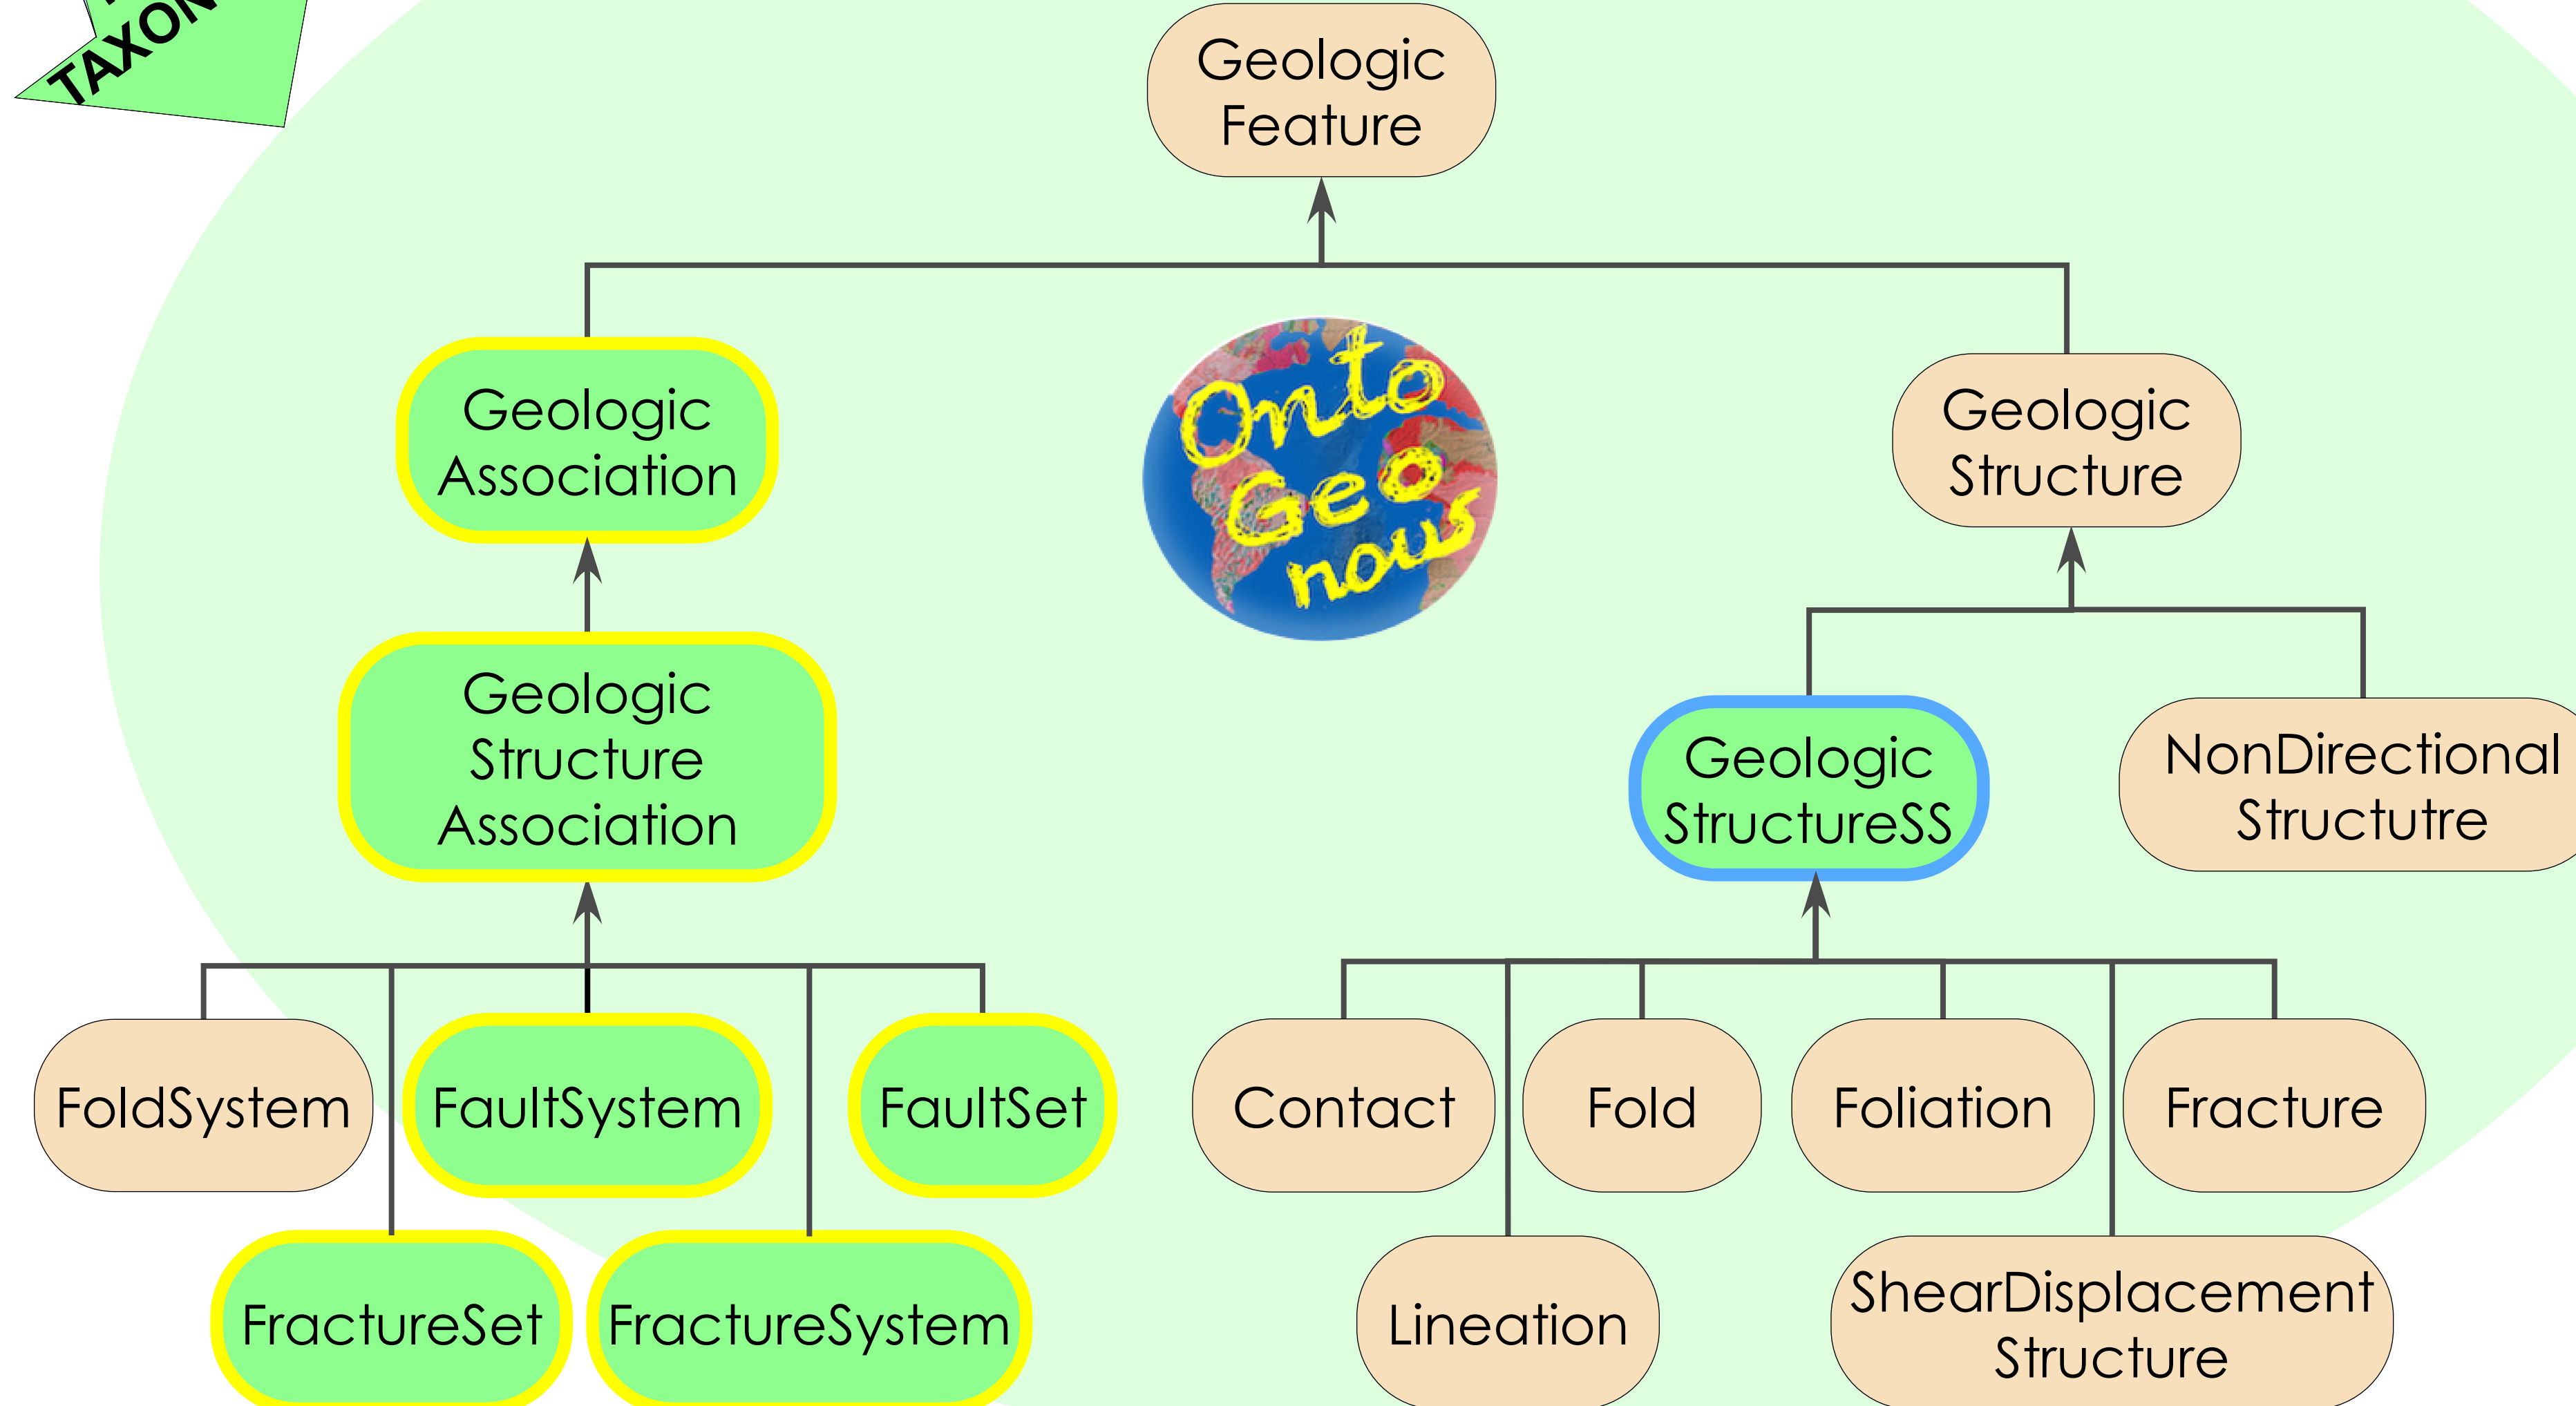 Geologic
Feature
Onto
Geo
nous
Geologic
Association
Geologic
Structure
Geologic
Structure
Association
Geologic
StructureSS
NonDirectional
Structutre
FoldSystem
FaultSystem
FaultSet
Contact
Fold
Foliation
Fracture
FractureSet
FractureSystem
Lineation
ShearDisplacement
Structure